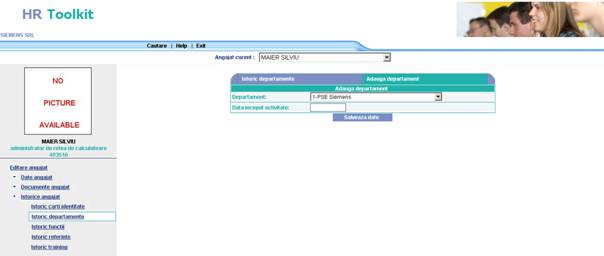 HR Toolkit
SIEMENS SRL
Cautare | Help | Exit
Angajat curent : MAIER SILVIU
NO
PICTURE
AVAILABLE
MAIER SILVIU
administrator de retea de calculatoare
493516
Editare angajat
Date angajat
Documente angajat
Istorice angajat
Istoric carti identitate
Istoric departamente
Istoric functii
Istoric referinte
Istoric training
Istoric departamente Adauga departament
Adauga departament
Departament: 1-PSE Siemens
Data inceput activitate:
Salveaza date